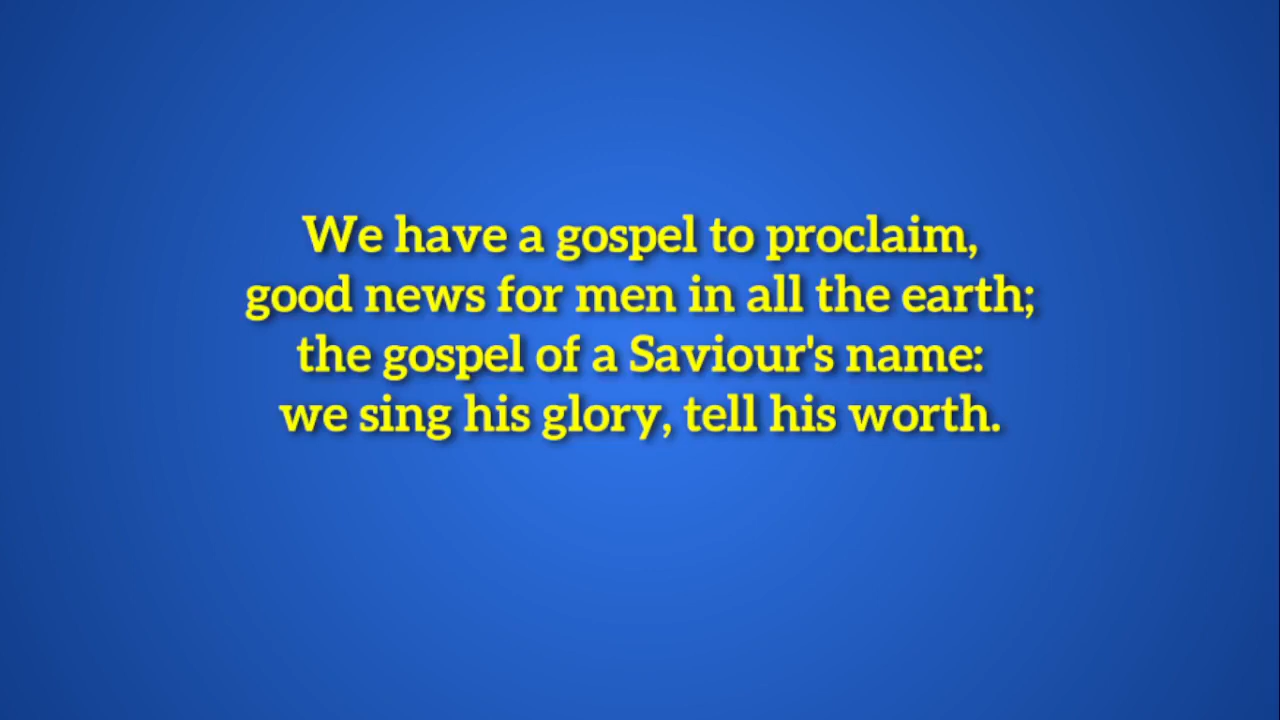 We have a gospel to proclaim,
good news for men in all the earth;
the gospel of a Saviour's name:
we sing his glory, tell his worth.